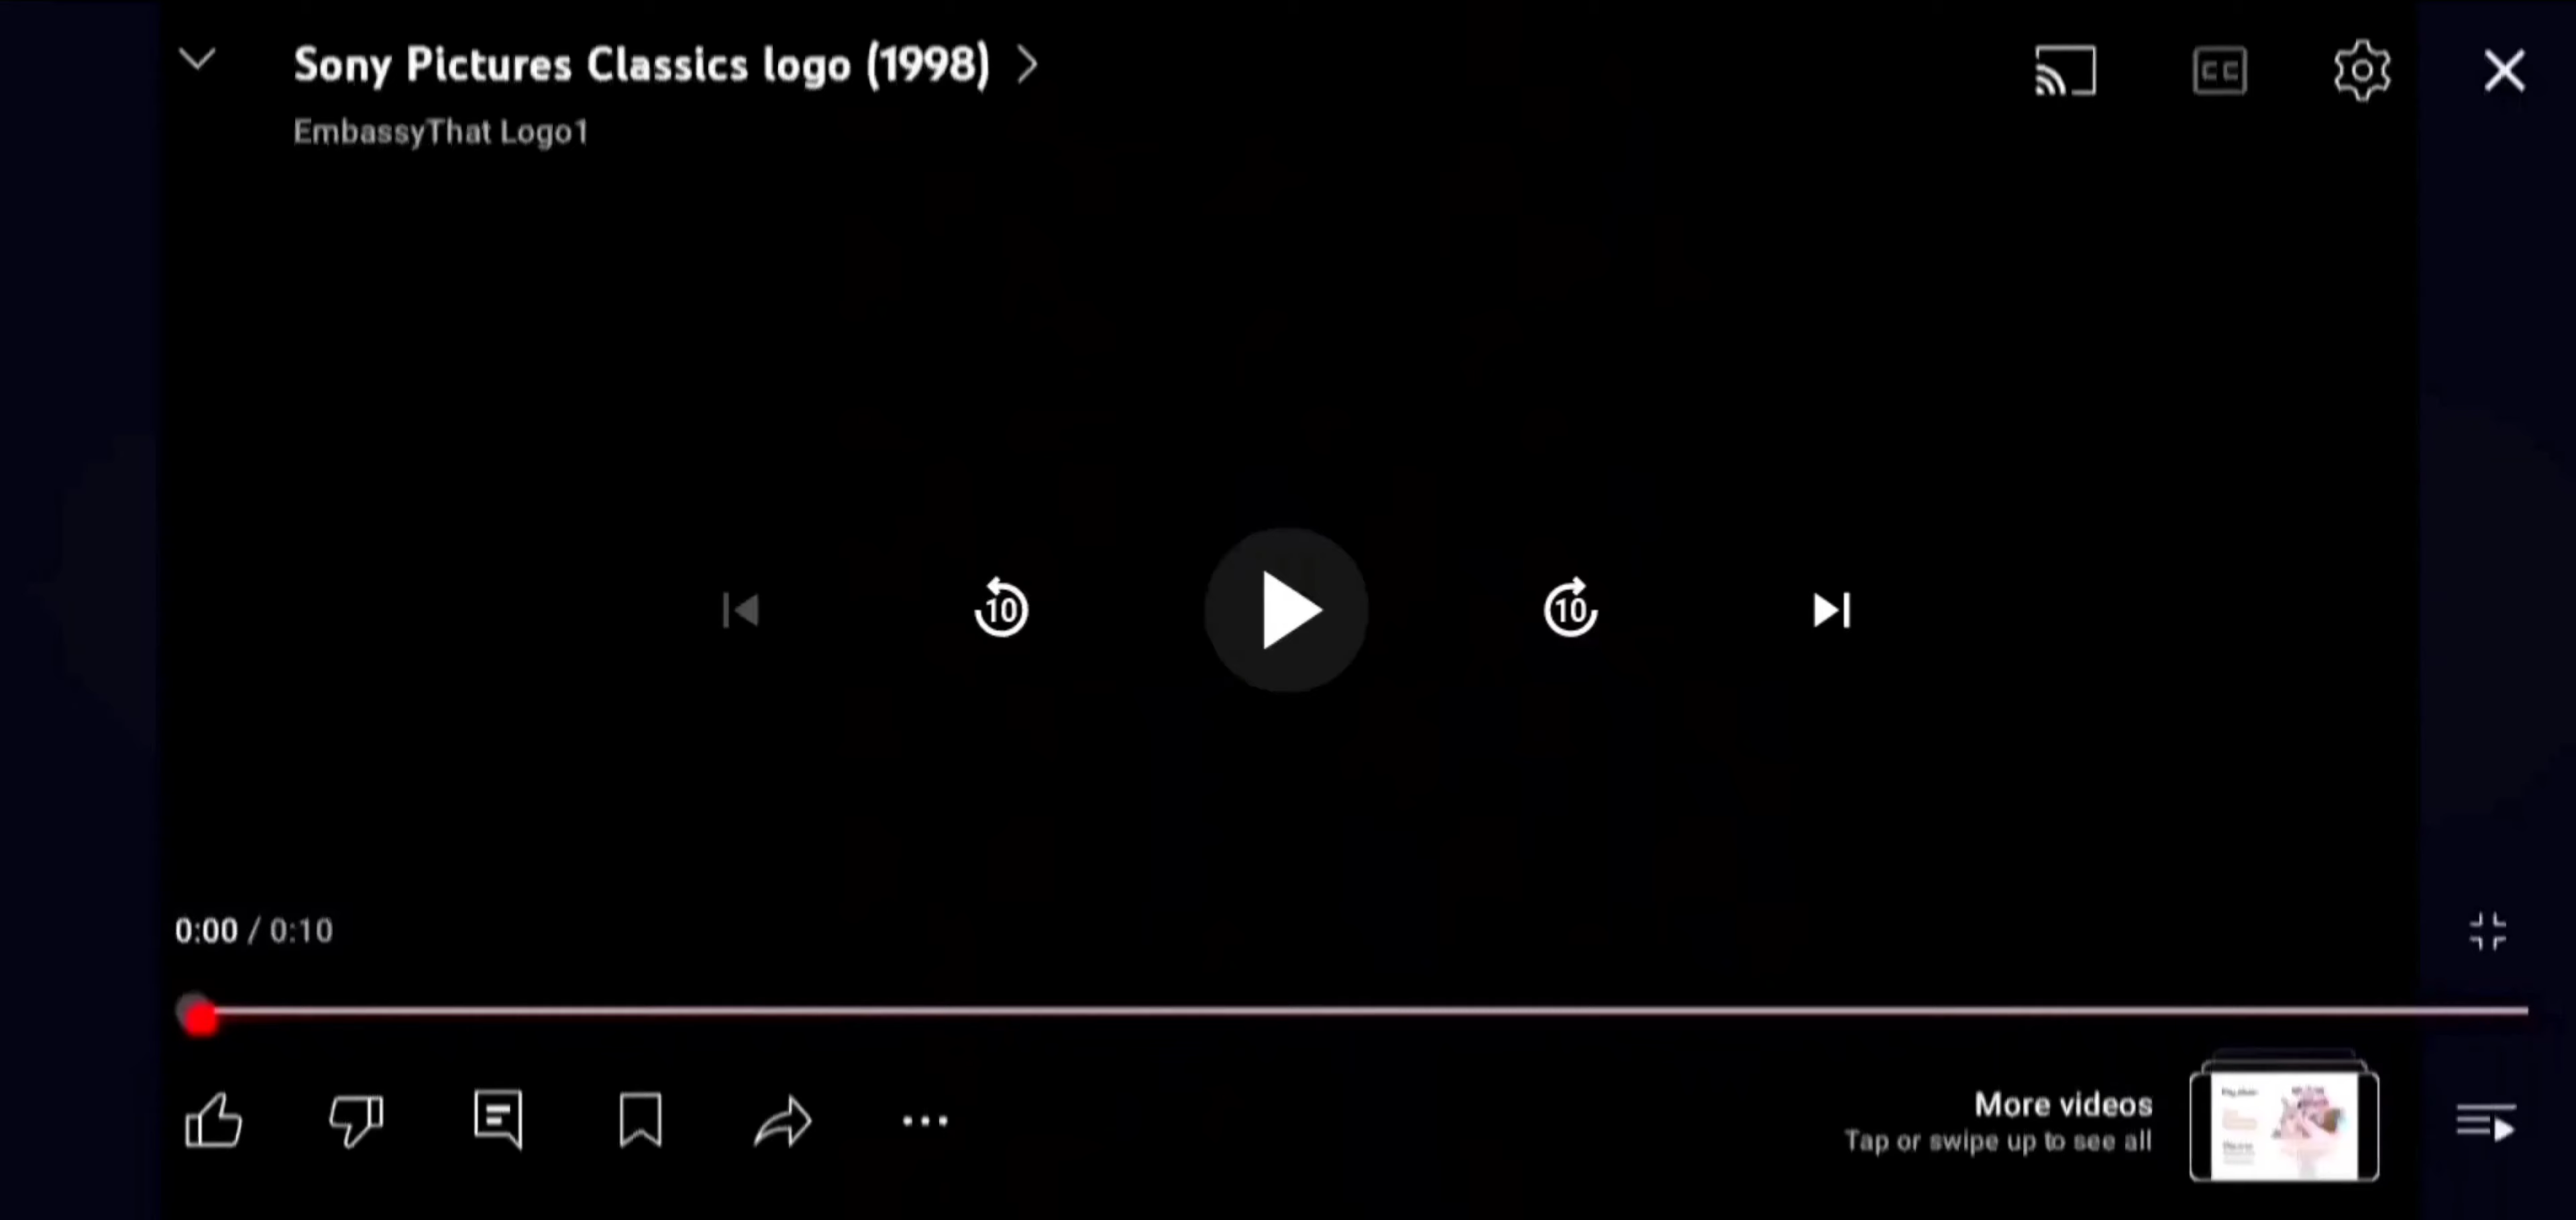 Sony Pictures Classics logo (1998)
EmbassyThat Logo1
CC
10
10
0:00 / 0:10
More videos
Tap or swipe up to see all